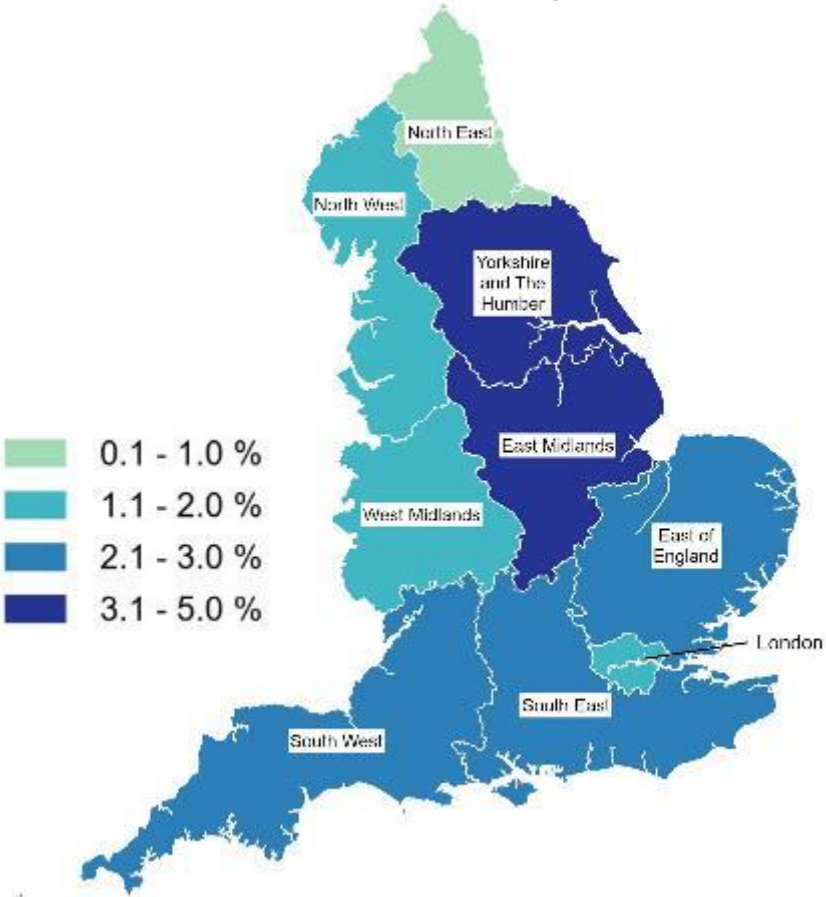 North East
North West
Yorkshire
and The
Humber
East Midlands
West Midlands
East of
England
London
South East
South West
0.1 - 1.0 %
1.1 - 2.0 %
2.1 - 3.0 %
3.1 - 5.0 %